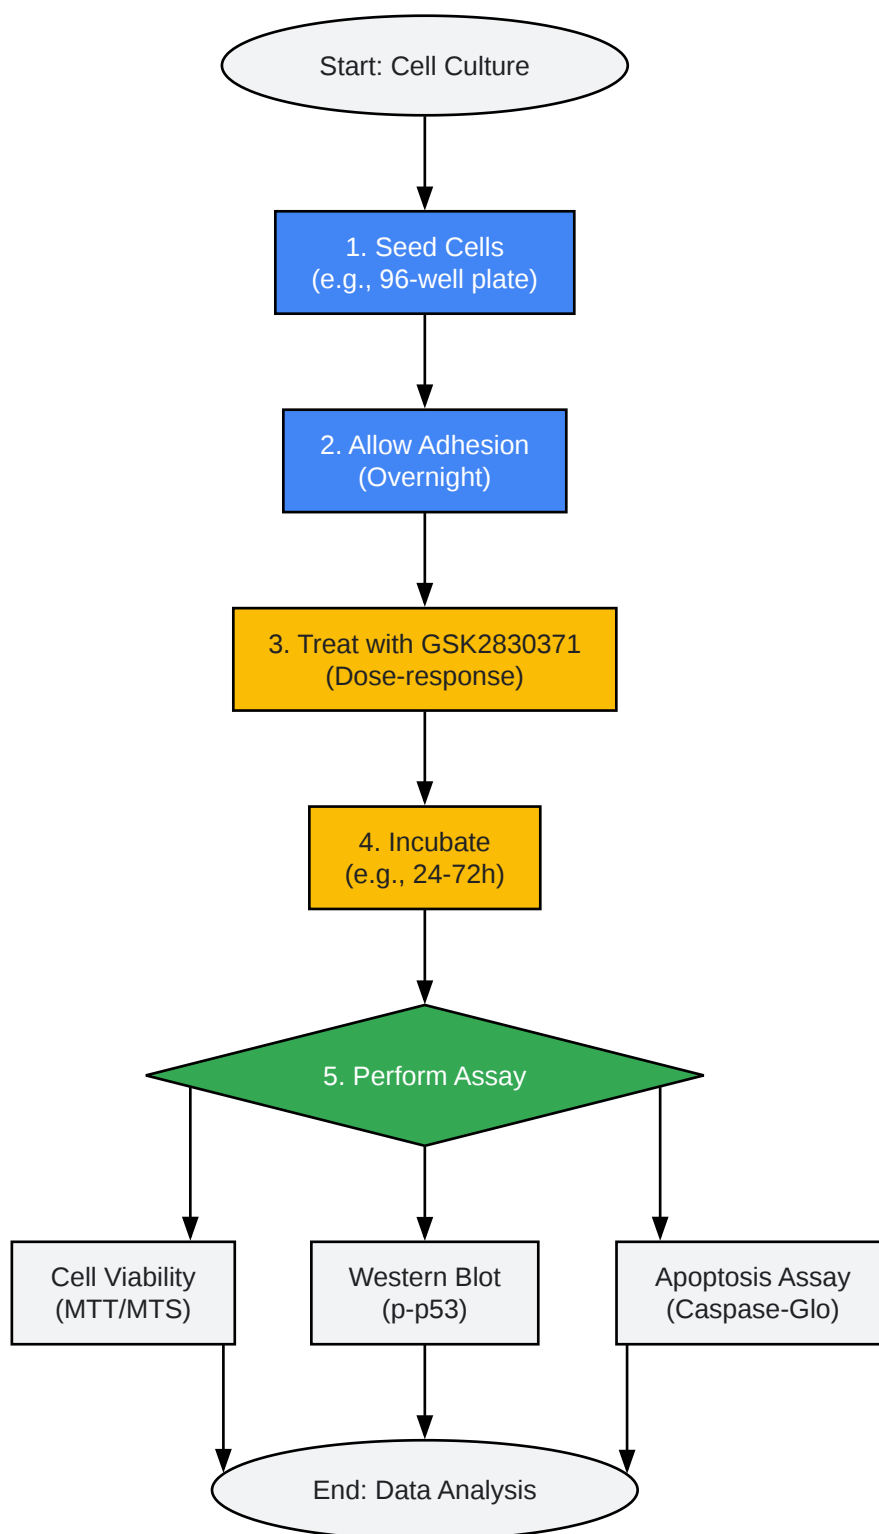 Start: Cell Culture
1. Seed Cells
(e.g., 96-well plate)
2. Allow Adhesion
(Overnight)
3. Treat with GSK2830371
(Dose-response)
4. Incubate
(e.g., 24-72h)
5. Perform Assay
Cell Viability
(MTT/MTS)
Western Blot
(p-p53)
Apoptosis Assay
(Caspase-Glo)
End: Data Analysis